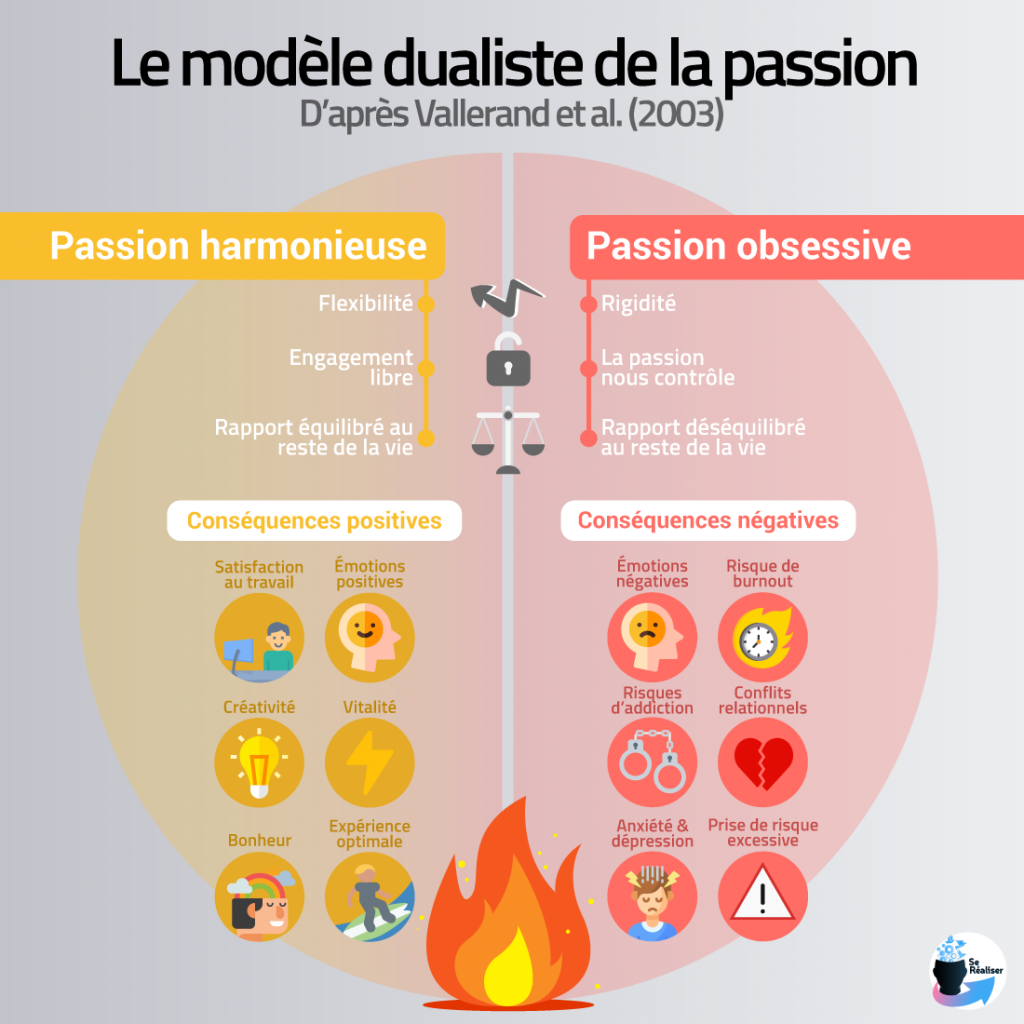 Le modèle dualiste de la passion
D'après Vallerand et al. (2003)
Passion harmonieuse
Flexibilité
Engagement
libre
Rapport équilibré au
reste de la vie
Conséquences positives
Satisfaction
au travail
Émotions
positives
Créativité
Vitalité
Bonheur
Expérience
optimale
Passion obsessive
Rigidité
La passion
nous contrôle
Rapport déséquilibré
au reste de la vie
Conséquences négatives
Émotions
négatives
Risque de
burnout
Risques
d'addiction
Conflits
relationnels
Anxiété &
dépression
Prise de risque
excessive
Se
Réaliser